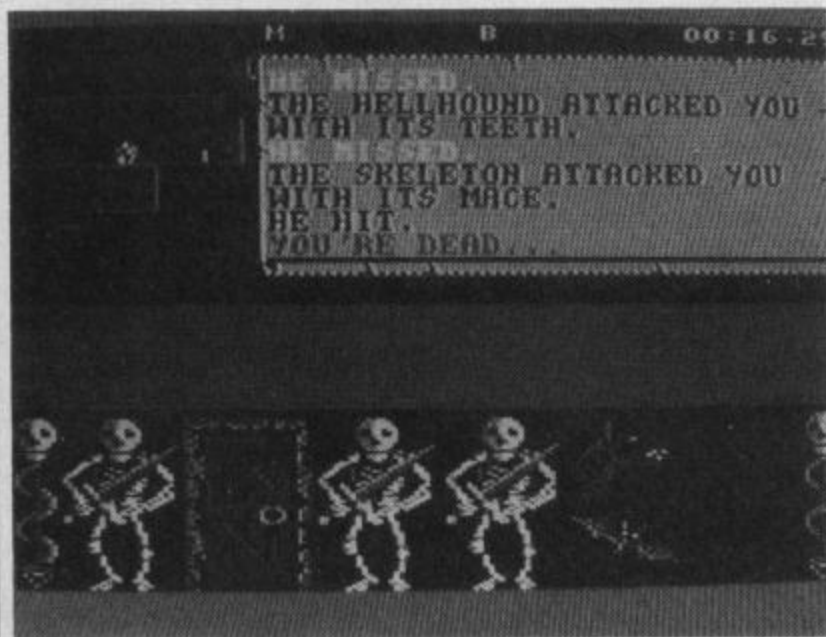 M B 00:16.29
HE MISSED
THE HELLHOUND ATTACKED YOU -
WITH ITS TEETH.
HE MISSED
THE SKELETON ATTACKED YOU -
WITH ITS MACE.
HE HIT.
YOU'RE DEAD...